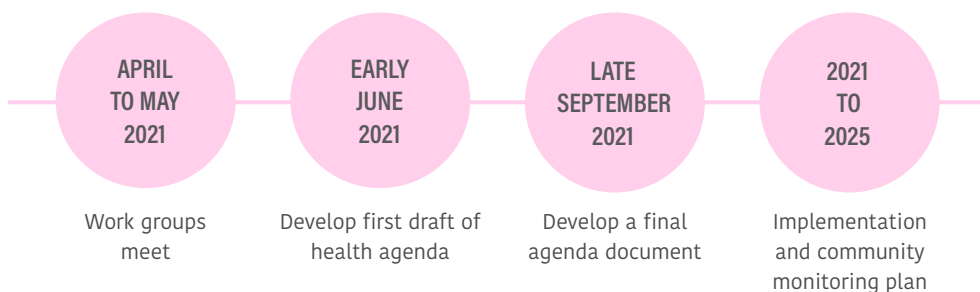 APRIL
TO MAY
2021
Work groups
meet
EARLY
JUNE
2021
Develop first draft of
health agenda
LATE
SEPTEMBER
2021
Develop a final
agenda document
2021
TO
2025
Implementation
and community
monitoring plan